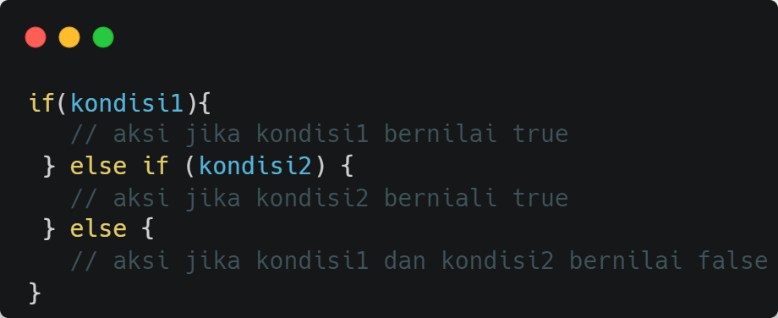 if(kondisi1){
   // aksi jika kondisi1 bernilai true
 } else if (kondisi2) {
   // aksi jika kondisi2 berniali true
 } else {
   // aksi jika kondisi1 dan kondisi2 bernilai false
}